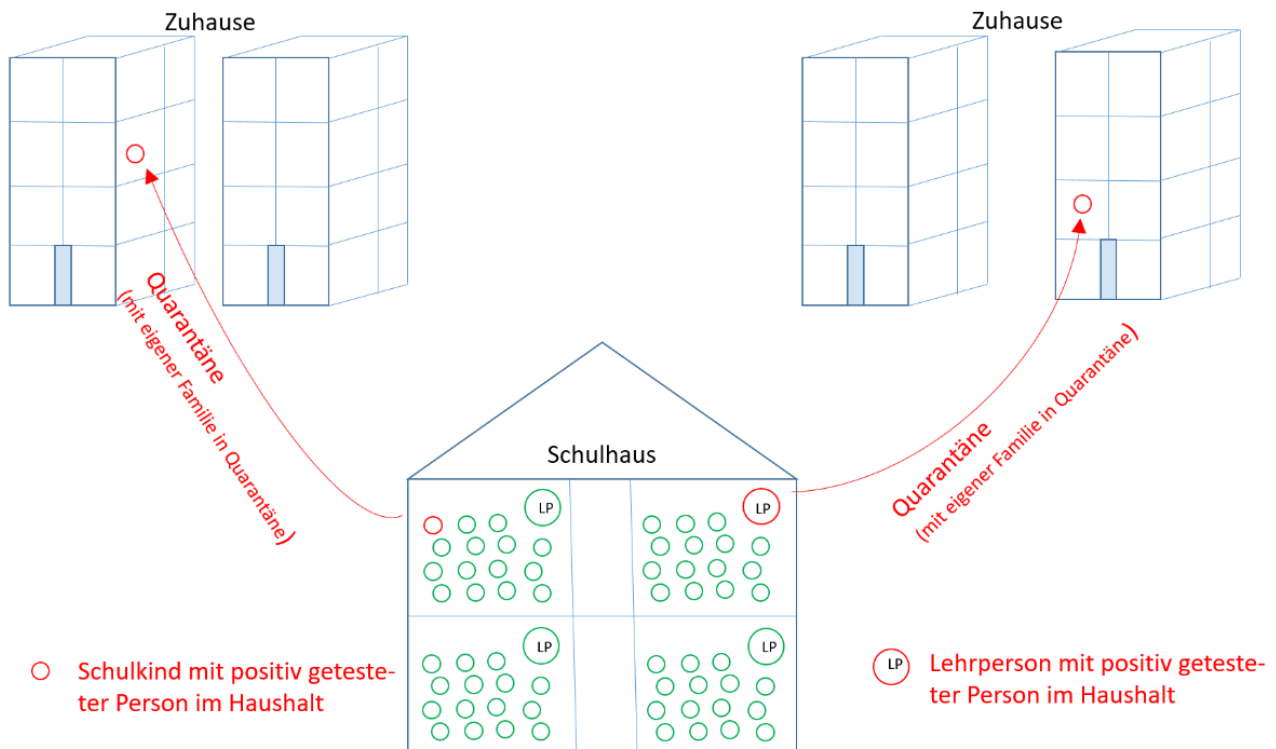 Zuhause
Zuhause
Quarantäne
(mit eigener Familie in Quarantäne)
Quarantäne
(mit eigener Familie in Quarantäne)
Schulhaus
LP
LP
LP
LP
Schulkind mit positiv geteste-
ter Person im Haushalt
LP
Lehrperson mit positiv geteste-
ter Person im Haushalt